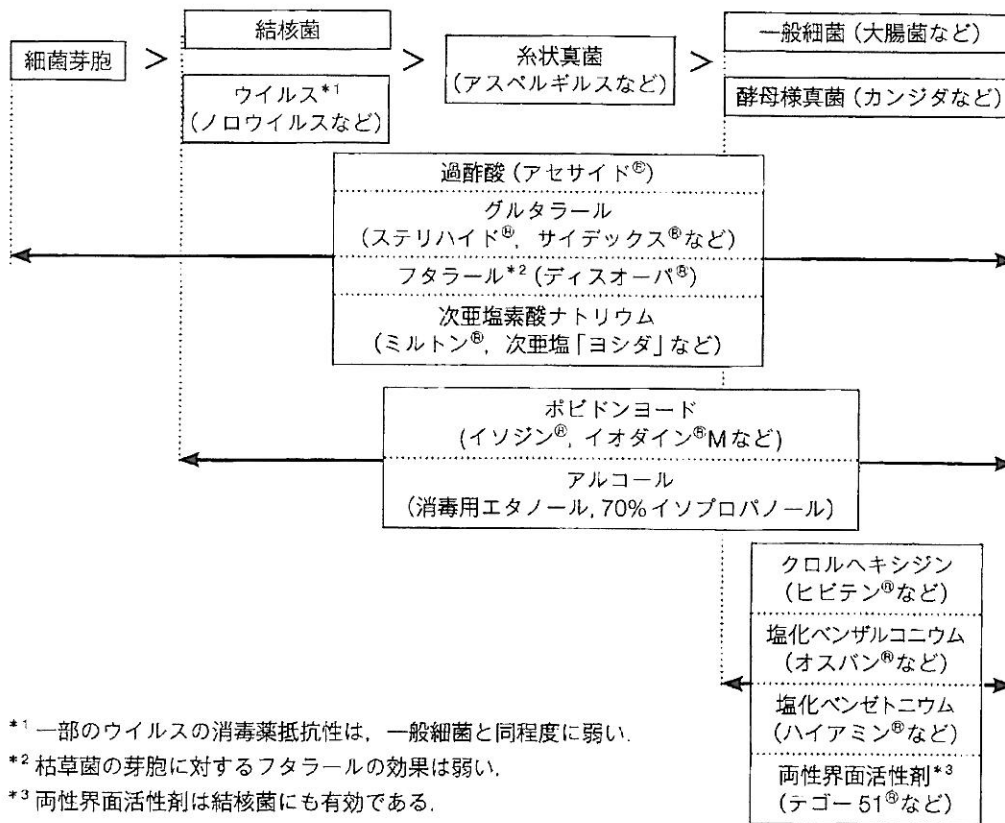 細菌芽胞
>
結核菌
ウイルス*1
(ノロウイルスなど)
>
糸状真菌
(アスペルギルスなど)
>
一般細菌(大腸菌など)
酵母様真菌(カンジダなど)
過酢酸(アセサイド®)
グルタラール
(ステリハイド®, サイデックス®など)
フタラール*2(ディスオーパ®)
次亜塩素酸ナトリウム
(ミルトン®, 次亜塩「ヨシダ」など)
ポビドンヨード
(イソジン®, イオダイン®Mなど)
アルコール
(消毒用エタノール, 70%イソプロパノール)
クロルヘキシジン
(ヒビテン®など)
塩化ベンザルコニウム
(オスバン®など)
塩化ベンゼトニウム
(ハイアミン®など)
両性界面活性剤*3
(テゴー51®など)
*1 一部のウイルスの消毒薬抵抗性は, 一般細菌と同程度に弱い.
*2 枯草菌の芽胞に対するフタラールの効果は弱い.
*3 両性界面活性剤は結核菌にも有効である.